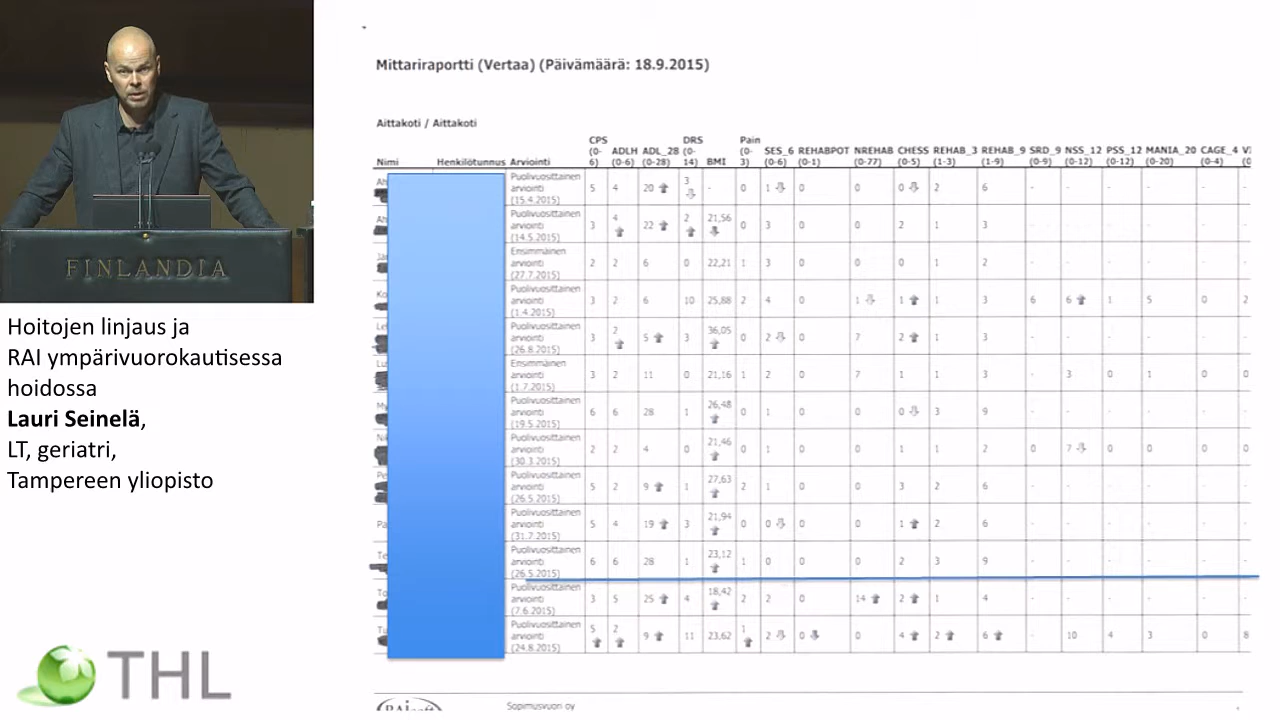 FINLANDIA
Hoitojen linjaus ja
RAI ympärivuorokautisessa
hoidossa
Lauri Seinelä,
LT, geriatri,
Tampereen yliopisto
THL
Mittariraportti (Vertaa) (Päivämäärä: 18.9.2015)
Aittakoti / Aittakoti
Nimi Henkilötunnus Arviointi CPS (0-6) ADLH (0-6) ADL_28 (0-28) DRS (0-14) BMI Pain (0-3) SES_6 (0-6) REHABPOT (0-1) NREHAB (0-77) CHESS (0-5) REHAB_3 (1-3) REHAB_9 (1-9) SRD_9 (0-9) NSS_12 (0-12) PSS_12 (0-12) MANIA_20 (0-20) CAGE_4 (0-4)
Puolivuosittainen arviointi (15.4.2015) 5 4 20 3 - 0 1 0 0 0 2 6 - - - - - -
Puolivuosittainen arviointi (14.5.2015) 3 4 22 2 21,56 0 3 0 0 2 1 3 - - - - - -
Ensimmäinen arviointi (27.7.2015) 2 2 6 0 22,21 1 3 0 0 0 1 2 - - - - - -
Puolivuosittainen arviointi (1.4.2015) 3 2 6 10 25,88 2 4 0 1 1 1 3 6 6 1 5 0 2
Puolivuosittainen arviointi (26.8.2015) 3 2 5 3 36,05 0 2 0 7 2 1 3 - - - - - -
Ensimmäinen arviointi (1.7.2015) 3 2 11 0 21,16 1 2 0 7 1 1 3 - 3 0 1 0 0
Puolivuosittainen arviointi (19.5.2015) 6 6 28 1 26,48 0 1 0 0 0 3 9 - - - - - -
Puolivuosittainen arviointi (30.3.2015) 2 2 4 0 21,46 0 1 0 0 1 1 2 0 7 0 0 0 0
Puolivuosittainen arviointi (26.5.2015) 5 2 9 1 27,63 2 1 0 0 3 2 6 - - - - - -
Puolivuosittainen arviointi (31.7.2015) 5 4 19 3 21,94 0 0 0 0 1 2 6 - - - - - -
Puolivuosittainen arviointi (26.5.2015) 6 6 28 1 23,12 1 0 0 0 2 3 9 - - - - - -
Puolivuosittainen arviointi (7.6.2015) 3 5 25 4 18,42 2 2 0 14 2 1 4 - - - - - -
Puolivuosittainen arviointi (24.8.2015) 5 2 9 11 23,62 1 2 0 0 4 2 6 - 10 4 3 0 8
Sopimusvuori oy